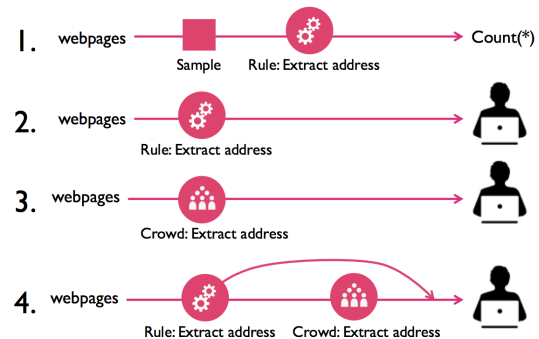 1. webpages Count(*)
Sample Rule: Extract address
2. webpages
Rule: Extract address
3. webpages
Crowd: Extract address
4. webpages
Rule: Extract address Crowd: Extract address